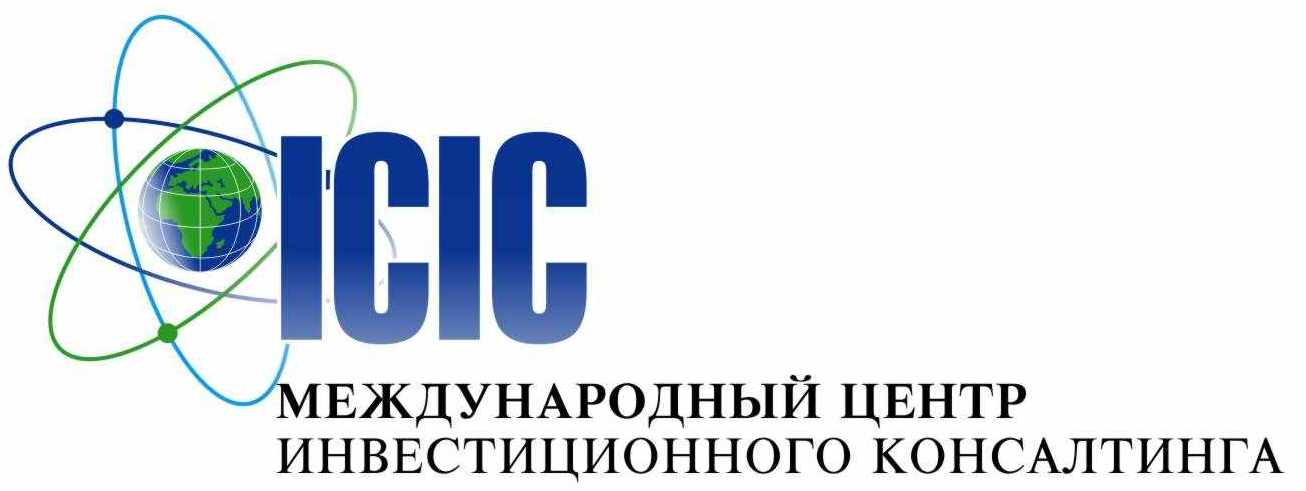 ICIC
МЕЖДУНАРОДНЫЙ ЦЕНТР
ИНВЕСТИЦИОННОГО КОНСАЛТИНГА